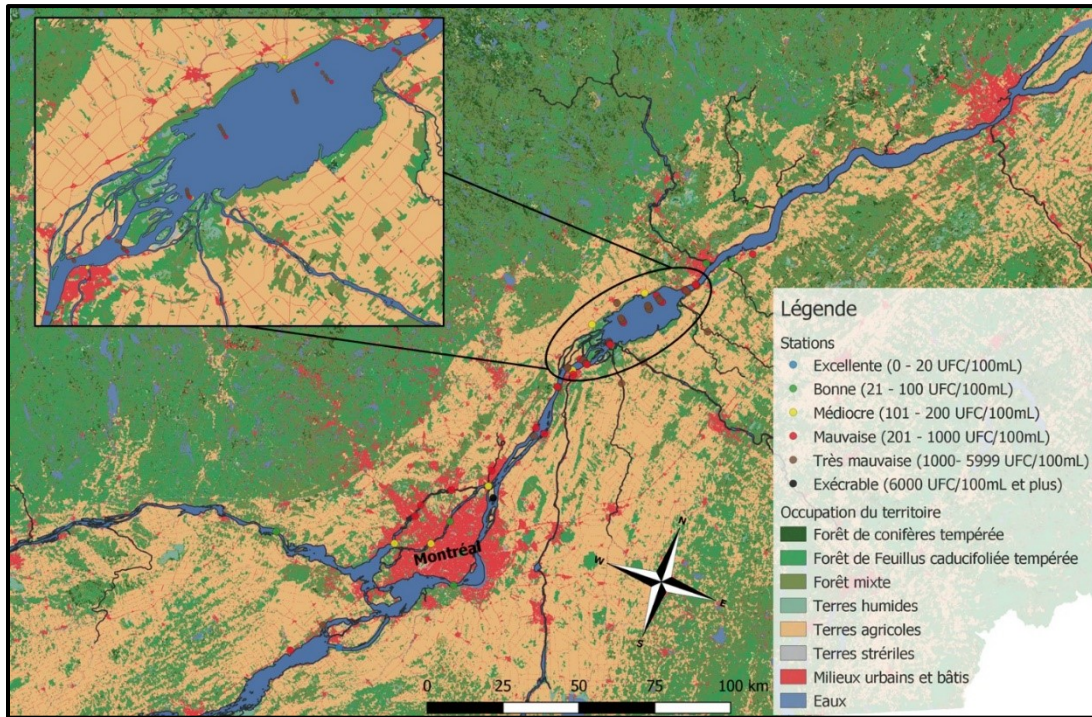 Légende
Stations
Excellente (0 - 20 UFC/100mL)
Bonne (21 - 100 UFC/100mL)
Médiocre (101 - 200 UFC/100mL)
Mauvaise (201 - 1000 UFC/100mL)
Très mauvaise (1000- 5999 UFC/100mL)
Exécrable (6000 UFC/100mL et plus)
Occupation du territoire
Forêt de conifères tempérée
Forêt de Feuillus caducifoliée tempérée
Forêt mixte
Terres humides
Terres agricoles
Terres strériles
Milieux urbains et bâtis
Eaux
Montréal
N
W
E
S
0 25 50 75 100 km